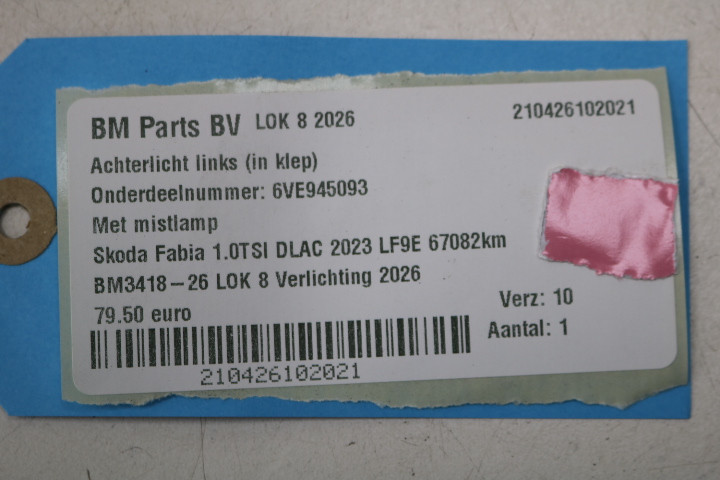 BM Parts BV LOK 8 2026 210426102021
Achterlicht links (in klep)
Onderdeelnummer: 6VE945093
Met mistlamp
Skoda Fabia 1.0TSI DLAC 2023 LF9E 67082km
BM3418-26 LOK 8 Verlichting 2026
Verz: 10
79.50 euro
Aantal: 1
210426102021